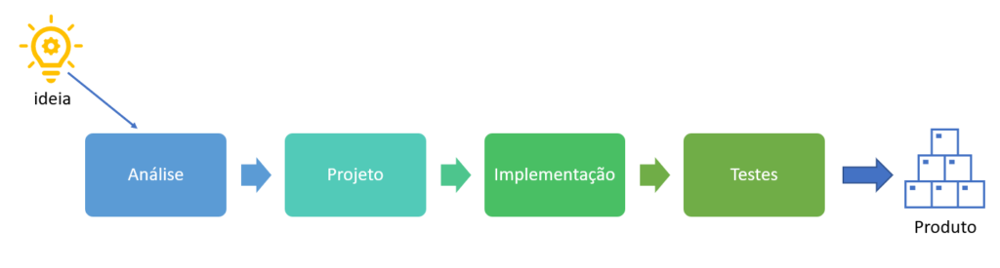 ideia
Análise
Projeto
Implementação
Testes
Produto